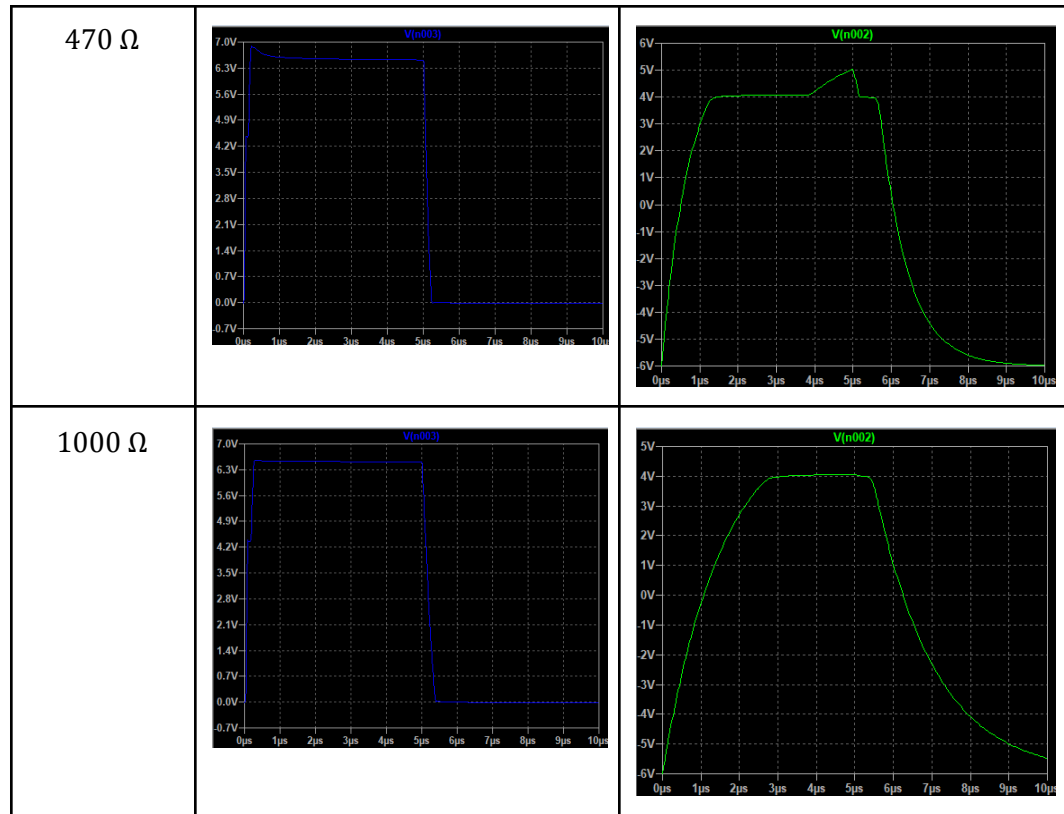 470 Ω
V(n003)
7.0V
6.3V
5.6V
4.9V
4.2V
3.5V
2.8V
2.1V
1.4V
0.7V
0.0V
-0.7V
0µs 1µs 2µs 3µs 4µs 5µs 6µs 7µs 8µs 9µs 10µs
V(n002)
6V
5V
4V
3V
2V
1V
0V
-1V
-2V
-3V
-4V
-5V
-6V
0µs 1µs 2µs 3µs 4µs 5µs 6µs 7µs 8µs 9µs 10µs
1000 Ω
V(n003)
7.0V
6.3V
5.6V
4.9V
4.2V
3.5V
2.8V
2.1V
1.4V
0.7V
0.0V
-0.7V
0µs 1µs 2µs 3µs 4µs 5µs 6µs 7µs 8µs 9µs 10µs
V(n002)
5V
4V
3V
2V
1V
0V
-1V
-2V
-3V
-4V
-5V
-6V
0µs 1µs 2µs 3µs 4µs 5µs 6µs 7µs 8µs 9µs 10µs